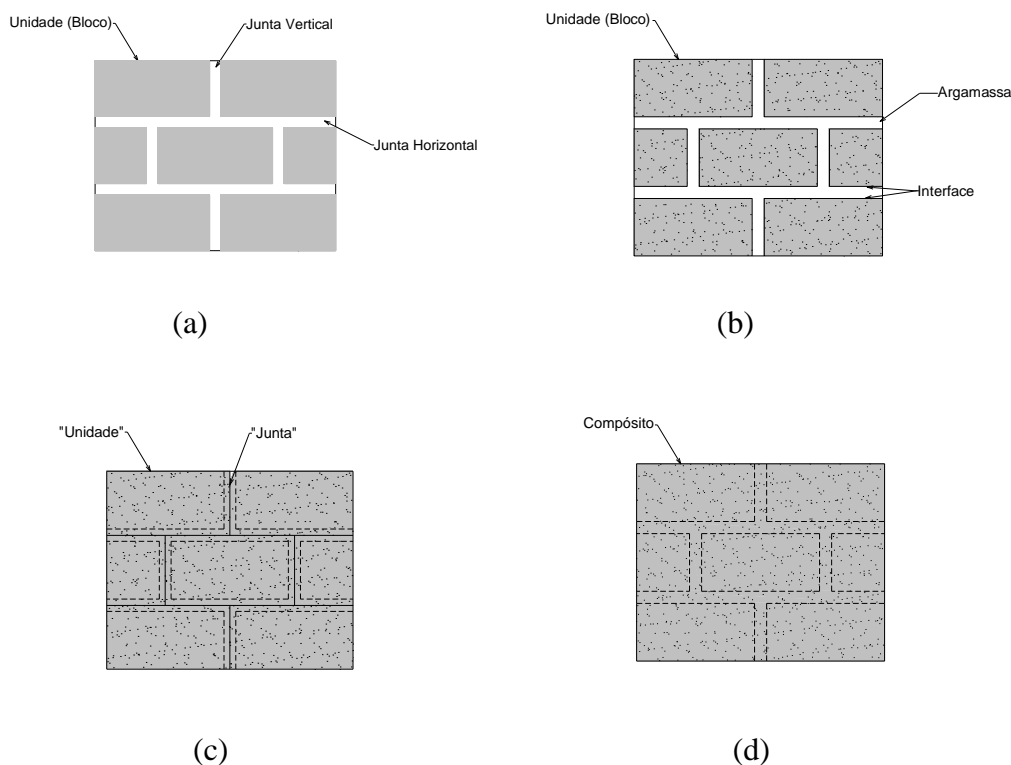 Unidade (Bloco)
Junta Vertical
Junta Horizontal
(a)
Unidade (Bloco)
Argamassa
Interface
(b)
"Unidade"
"Junta"
(c)
Compósito
(d)